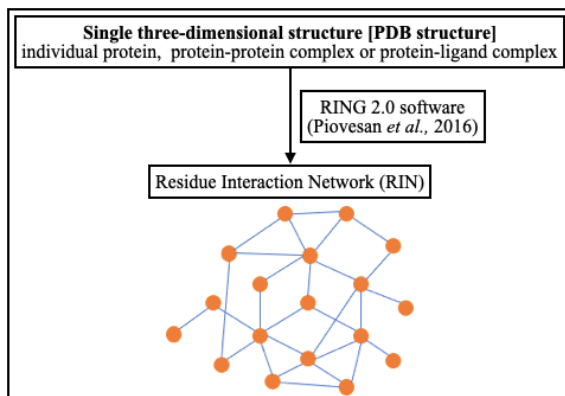 Single three-dimensional structure [PDB structure]
individual protein, protein-protein complex or protein-ligand complex
RING 2.0 software
(Piovesan et al., 2016)
Residue Interaction Network (RIN)